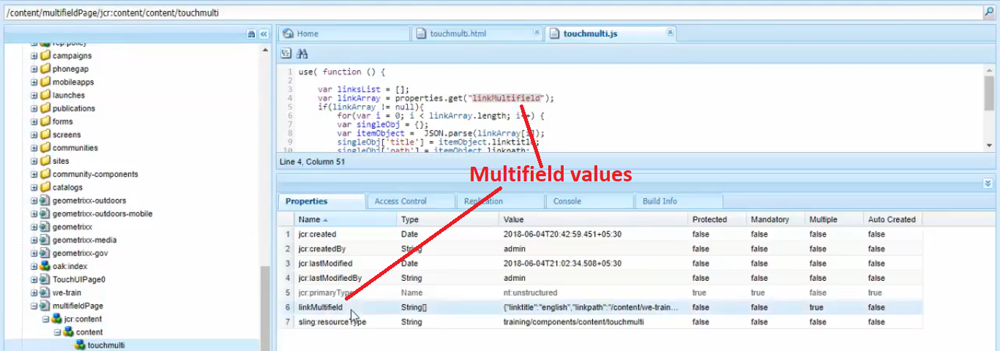 /content/multifieldPage/jcr:content/content/touchmulti
rep:policy
campaigns
phonegap
mobileapps
launches
publications
forms
screens
communities
sites
community-components
catalogs
geometrixx-outdoors
geometrixx-outdoors-mobile
geometrixx
geometrixx-media
geometrixx-gov
oak:index
TouchUIPage0
we-train
multifieldPage
jcr:content
content
touchmulti
Home touchmulti.html touchmulti.js
1 use( function () {
2
3 var linksList = [];
4 var linkArray = properties.get("linkMultifield");
5 if(linkArray != null){
6 for(var i = 0; i < linkArray.length; i++) {
7 var singleObj = {};
8 var itemObject = JSON.parse(linkArray[i]);
9 singleObj['title'] = itemObject.linktitle;
10 singleObj['path'] = itemObject.linkpath;
Line 4, Column 51
Multifield values
Properties Access Control Replication Console Build Info
Name Type Value Protected Mandatory Multiple Auto Created
1 jcr:created Date 2018-06-04T20:42:59.451+05:30 false false false false
2 jcr:createdBy String admin false false false false
3 jcr:lastModified Date 2018-06-04T21:02:34.508+05:30 false false false false
4 jcr:lastModifiedBy String admin false false false false
5 jcr:primaryType Name nt:unstructured true true false true
6 linkMultifield String[] {"linktitle":"english","linkpath":"/content/we-train... false false true false
7 sling:resourceType String training/components/content/touchmulti false false false false